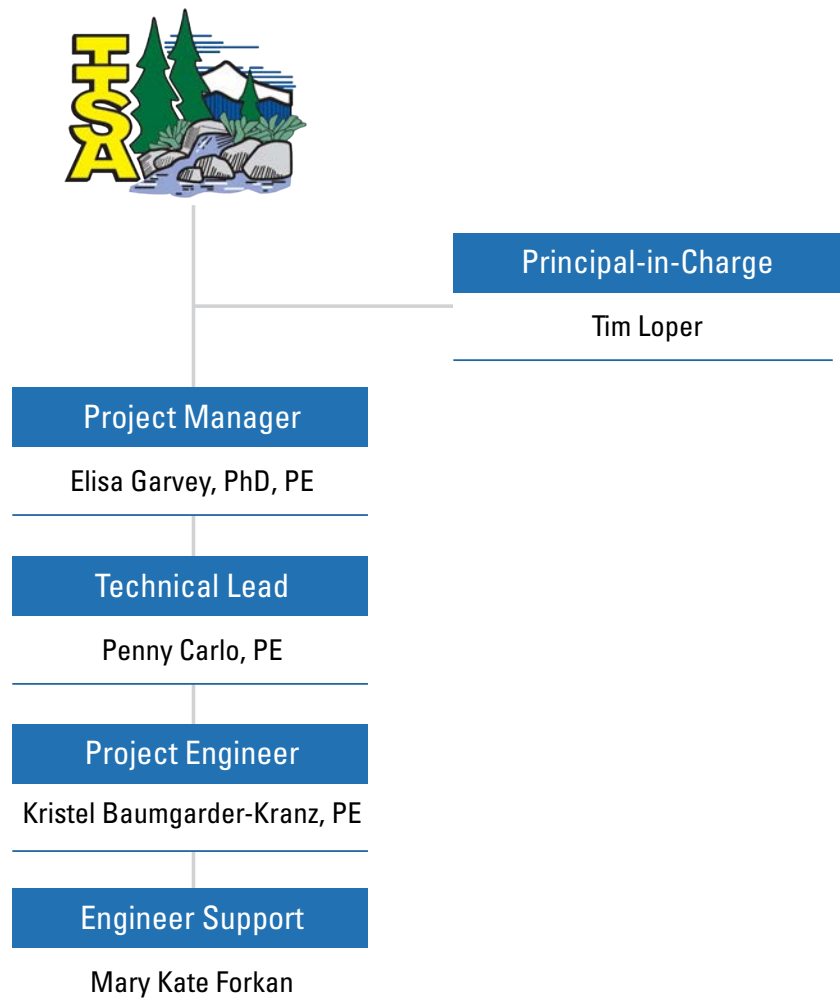 TTSA
Principal-in-Charge
Tim Loper
Project Manager
Elisa Garvey, PhD, PE
Technical Lead
Penny Carlo, PE
Project Engineer
Kristel Baumgarder-Kranz, PE
Engineer Support
Mary Kate Forkan